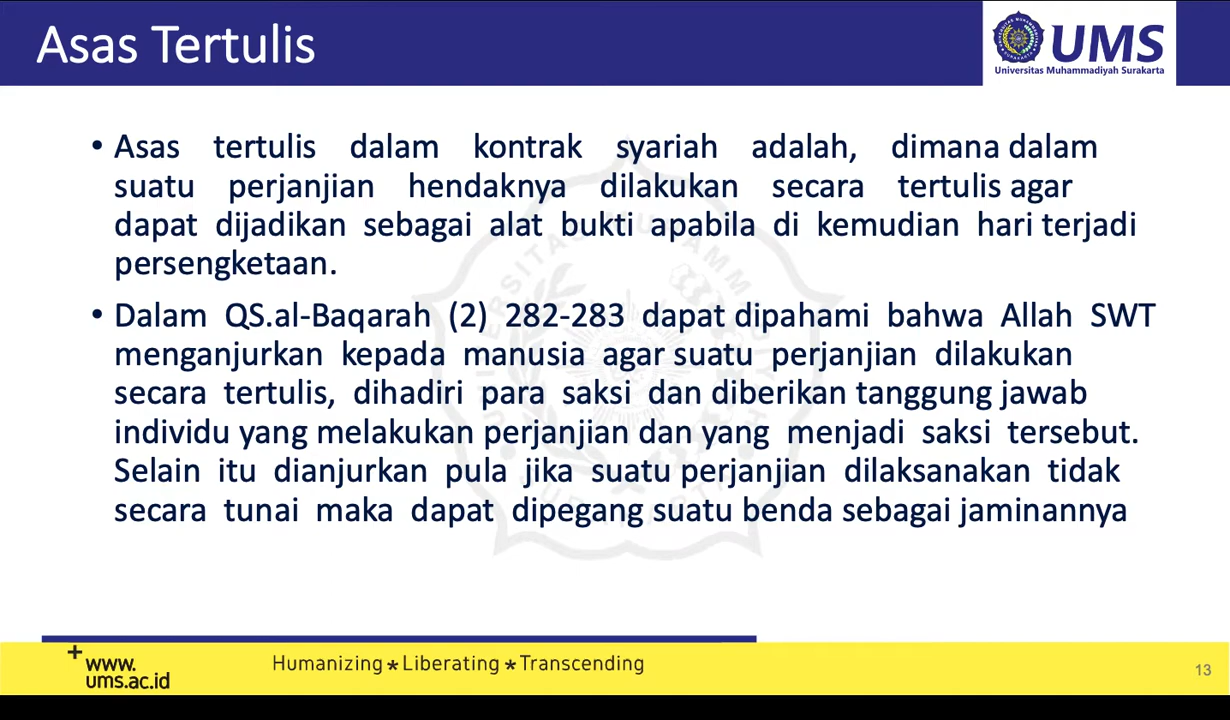 Asas Tertulis
UMS
Universitas Muhammadiyah Surakarta
• Asas tertulis dalam kontrak syariah adalah, dimana dalam
suatu perjanjian hendaknya dilakukan secara tertulis agar
dapat dijadikan sebagai alat bukti apabila di kemudian hari terjadi
persengketaan.
• Dalam QS.al-Baqarah (2) 282-283 dapat dipahami bahwa Allah SWT
menganjurkan kepada manusia agar suatu perjanjian dilakukan
secara tertulis, dihadiri para saksi dan diberikan tanggung jawab
individu yang melakukan perjanjian dan yang menjadi saksi tersebut.
Selain itu dianjurkan pula jika suatu perjanjian dilaksanakan tidak
secara tunai maka dapat dipegang suatu benda sebagai jaminannya
+
www.
ums.ac.id
Humanizing * Liberating * Transcending
13